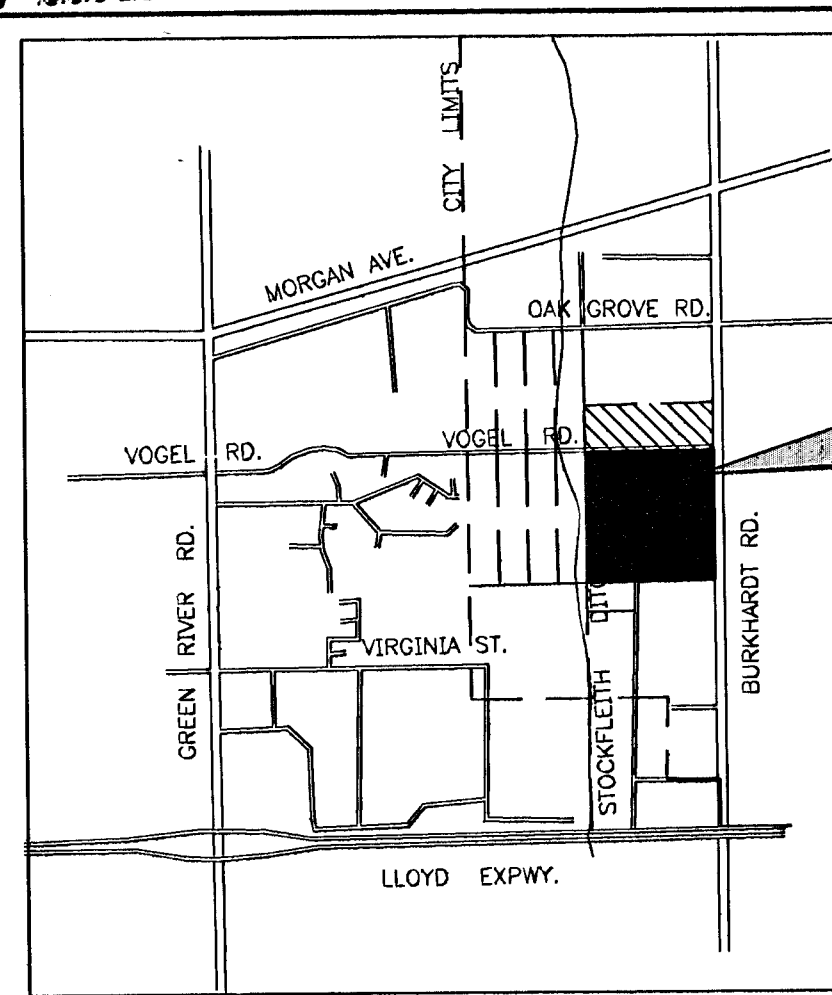 CITY LIMITS
MORGAN AVE.
OAK GROVE RD.
VOGEL RD.
VOGEL RD.
GREEN RIVER RD.
BURKHARDT RD.
VIRGINIA ST.
STOCKFLEITH
LLOYD EXPWY.